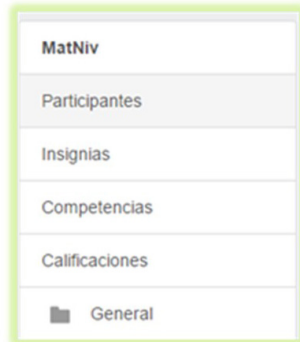 MatNiv
Participantes
Insignias
Competencias
Calificaciones
General